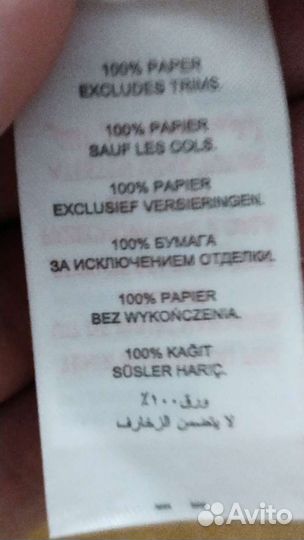 100% PAPER
EXCLUDES TRIMS.
100% PAPIER
SAUF LES COLS.
100% PAPIER
EXCLUSIEF VERSIERINGEN.
100% БУМАГА
ЗА ИСКЛЮЧЕНИЕМ ОТДЕЛКИ.
100% PAPIER
BEZ WYKOŃCZENIA.
100% KAĞIT
SÜSLER HARIÇ.
ورق ١٠٠٪
لا يتضمن الزخارف.
Avito